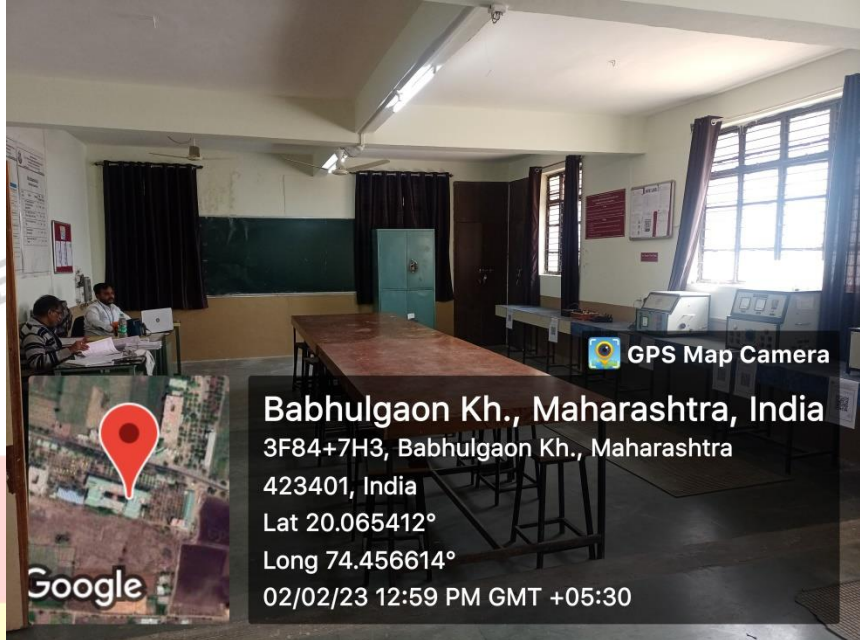 GPS Map Camera
Babhulgaon Kh., Maharashtra, India
3F84+7H3, Babhulgaon Kh., Maharashtra
423401, India
Lat 20.065412°
Long 74.456614°
02/02/23 12:59 PM GMT +05:30
Google